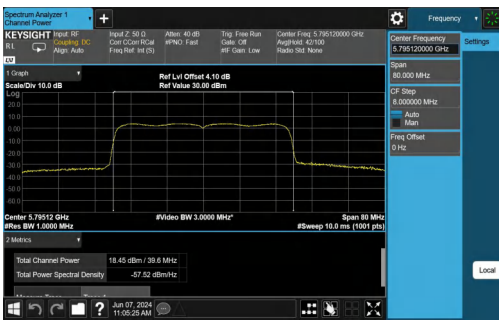 Spectrum Analyzer 1
Channel Power
Frequency
KEYSIGHT
Input: RF
Coupling: DC
Align: Auto
Input Z: 50 Ω
Corr CCorr RCal
Freq Ref: Int (S)
Atten: 40 dB
#PNO: Fast
Trig: Free Run
Gate: Off
#IF Gain: Low
Center Freq: 5.795120000 GHz
Avg|Hold: 42/100
Radio Std: None
R L
LV
Center Frequency
5.795120000 GHz
Settings
Span
80.000 MHz
CF Step
8.000000 MHz
Auto
Man
Freq Offset
0 Hz
1 Graph
Scale/Div 10.0 dB
Ref Lvl Offset 4.10 dB
Ref Value 30.00 dBm
Log
20.0
10.0
0.00
-10.0
-20.0
-30.0
-40.0
-50.0
-60.0
Center 5.79512 GHz
#Res BW 1.0000 MHz
#Video BW 3.0000 MHz*
Span 80 MHz
#Sweep 10.0 ms (1001 pts)
2 Metrics
Total Channel Power 18.45 dBm / 39.6 MHz
Total Power Spectral Density -57.52 dBm/Hz
Local
?
Jun 07, 2024
11:05:25 AM